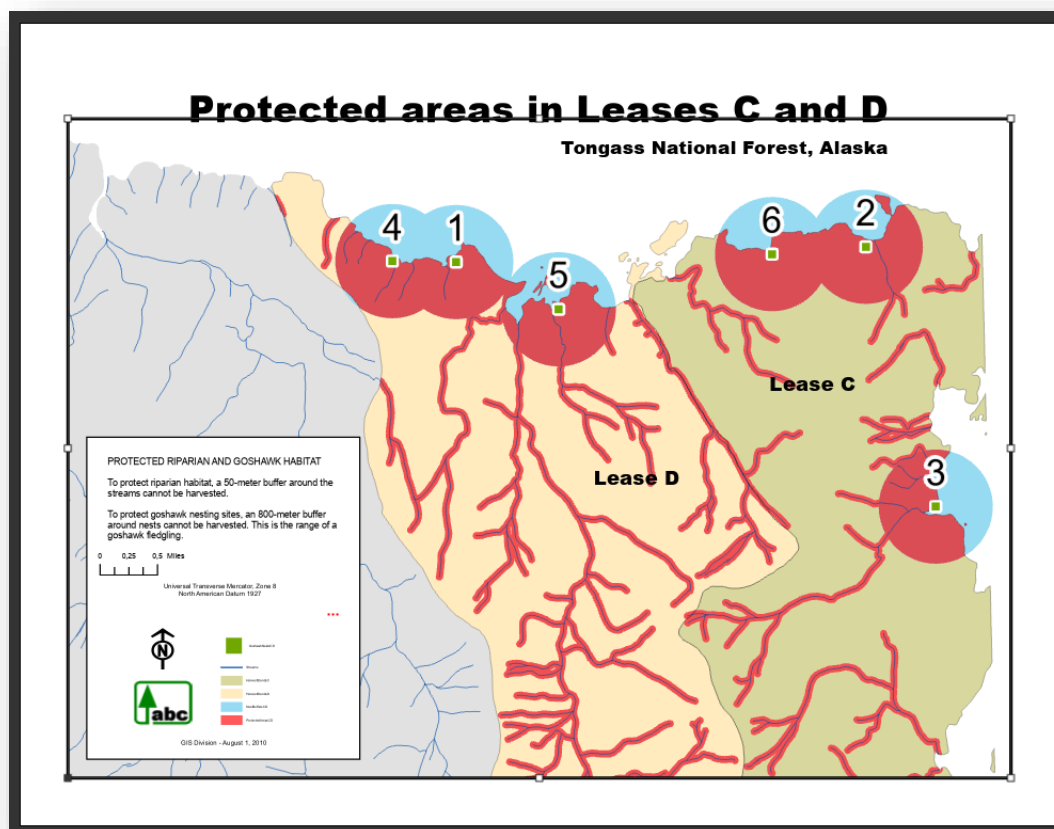 Protected areas in Leases C and D
Tongass National Forest, Alaska
4
1
5
6
2
Lease C
3
Lease D
PROTECTED RIPARIAN AND GOSHAWK HABITAT
To protect riparian habitat, a 50-meter buffer around the
streams cannot be harvested.
To protect goshawk nesting sites, an 800-meter buffer
around nests cannot be harvested. This is the range of a
goshawk fledgling.
0 0,25 0,5 Miles
Universal Transverse Mercator, Zone 8
North American Datum 1927
N
abc
GIS Division - August 1, 2010